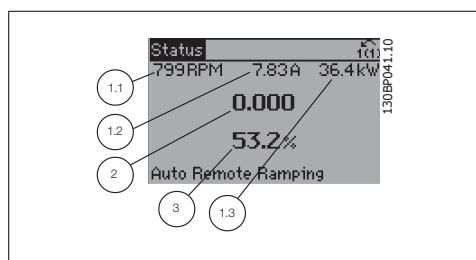 Status
1(1)
799RPM 7.83A 36.4kW
0.000
53.2%
Auto Remote Ramping
1.1
1.2
2
3
1.3
130BP041.10